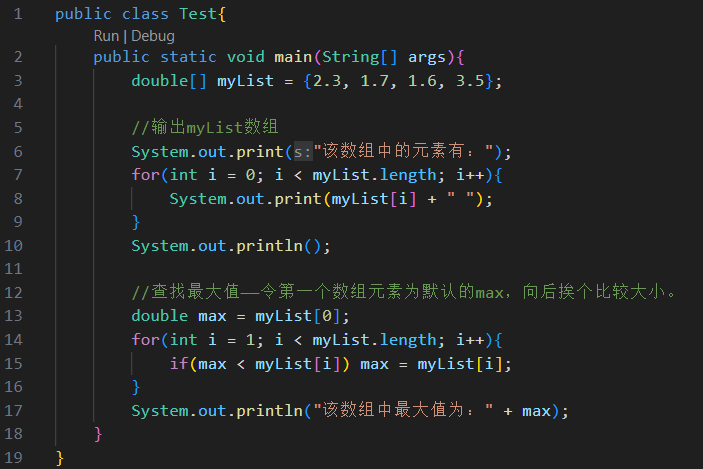 1 public class Test{
Run | Debug
2 public static void main(String[] args){
3 double[] myList = {2.3, 1.7, 1.6, 3.5};
4
5 //输出myList数组
6 System.out.print(s:"该数组中的元素有：");
7 for(int i = 0; i < myList.length; i++){
8 System.out.print(myList[i] + " ");
9 }
10 System.out.println();
11
12 //查找最大值——令第一个数组元素为默认的max，向后挨个比较大小。
13 double max = myList[0];
14 for(int i = 1; i < myList.length; i++){
15 if(max < myList[i]) max = myList[i];
16 }
17 System.out.println("该数组中最大值为：" + max);
18 }
19 }